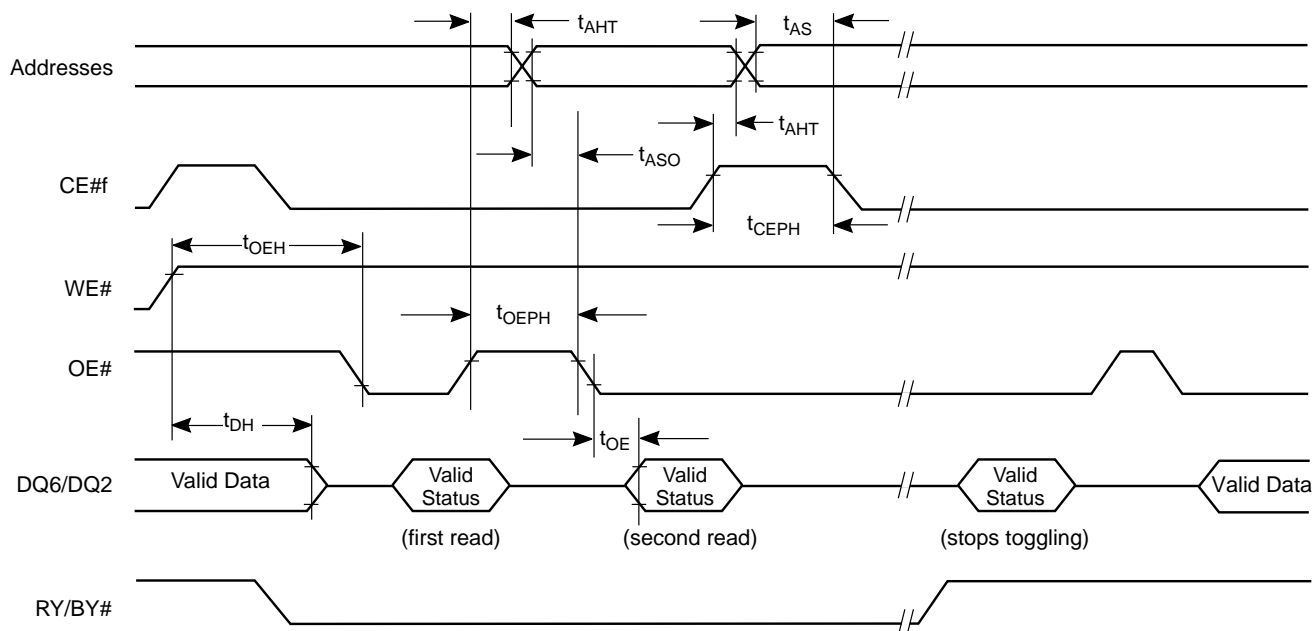 tAHT
tAS
Addresses
tAHT
tASO
CE#f
tCEPH
tOEH
WE#
tOEPH
OE#
tDH
tOE
DQ6/DQ2
Valid Data
Valid
Status
Valid
Status
Valid
Status
Valid Data
(first read)
(second read)
(stops toggling)
RY/BY#